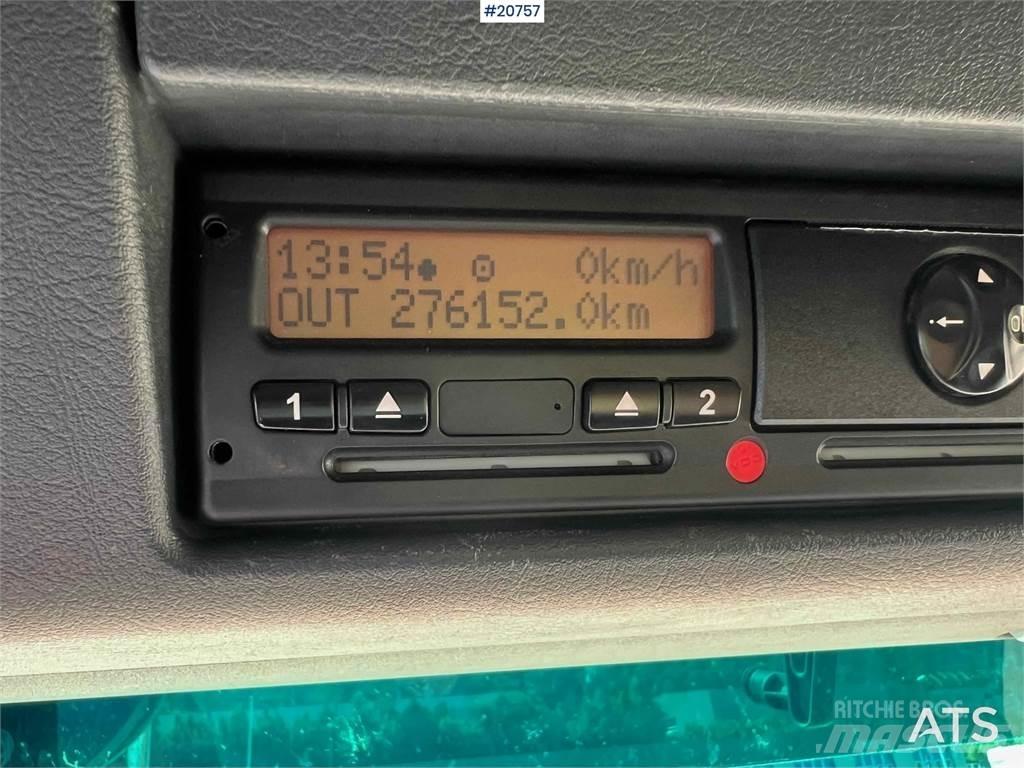 #20757
13:54 0km/h
OUT 276152.0km
1 2
RITCHIE BROS
ATS